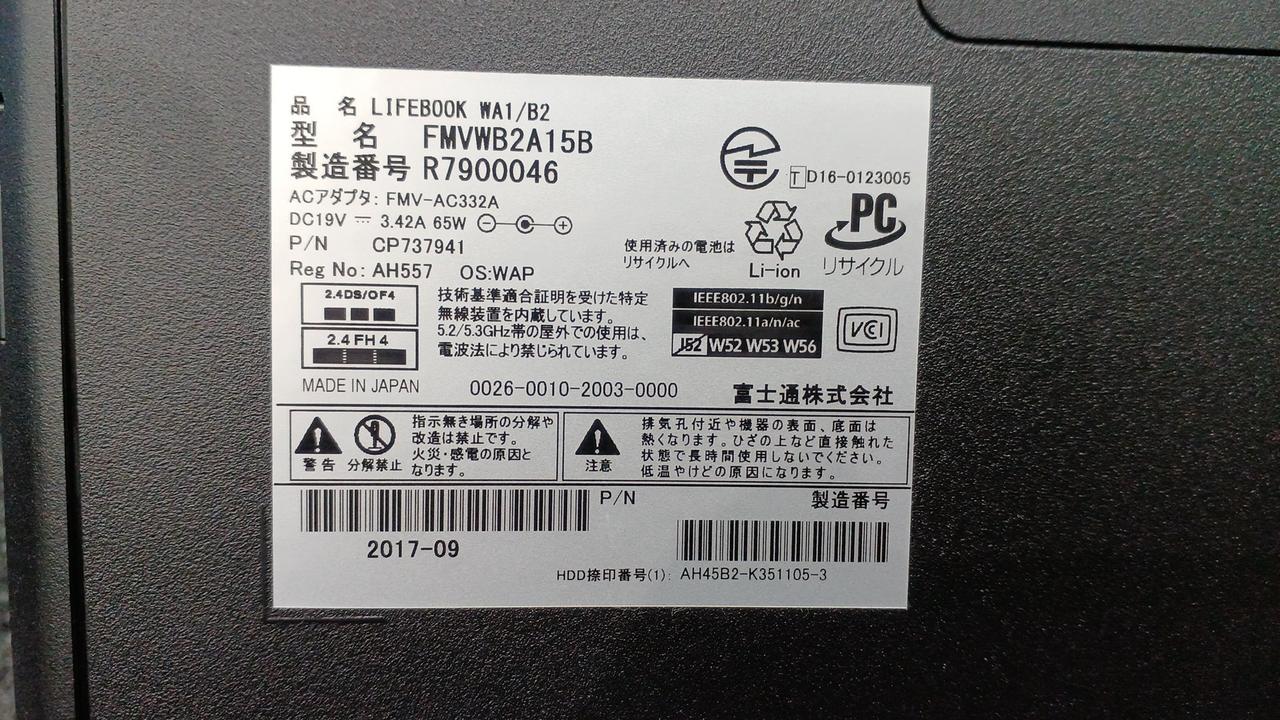 品 名 LIFEBOOK WA1/B2
型 名 FMVWB2A15B
製造番号 R7900046
ACアダプタ: FMV-AC332A
DC19V ⎓ 3.42A 65W
P/N CP737941
Reg No: AH557 OS:WAP
T D16-0123005
使用済みの電池は
リサイクルへ
Li-ion
PC
リサイクル
2.4DS/OF4
2.4 FH 4
技術基準適合証明を受けた特定
無線装置を内蔵しています。
5.2/5.3GHz帯の屋外での使用は、
電波法により禁じられています。
IEEE802.11b/g/n
IEEE802.11a/n/ac
J52 W52 W53 W56
VCCI
MADE IN JAPAN
0026-0010-2003-0000
富士通株式会社
警告
分解禁止
指示無き場所の分解や
改造は禁止です。
火災・感電の原因と
なります。
注意
排気孔付近や機器の表面、底面は
熱くなります。ひざの上など直接触れた
状態で長時間使用しないでください。
低温やけどの原因になります。
P/N
製造番号
2017-09
HDD捺印番号(1): AH45B2-K351105-3